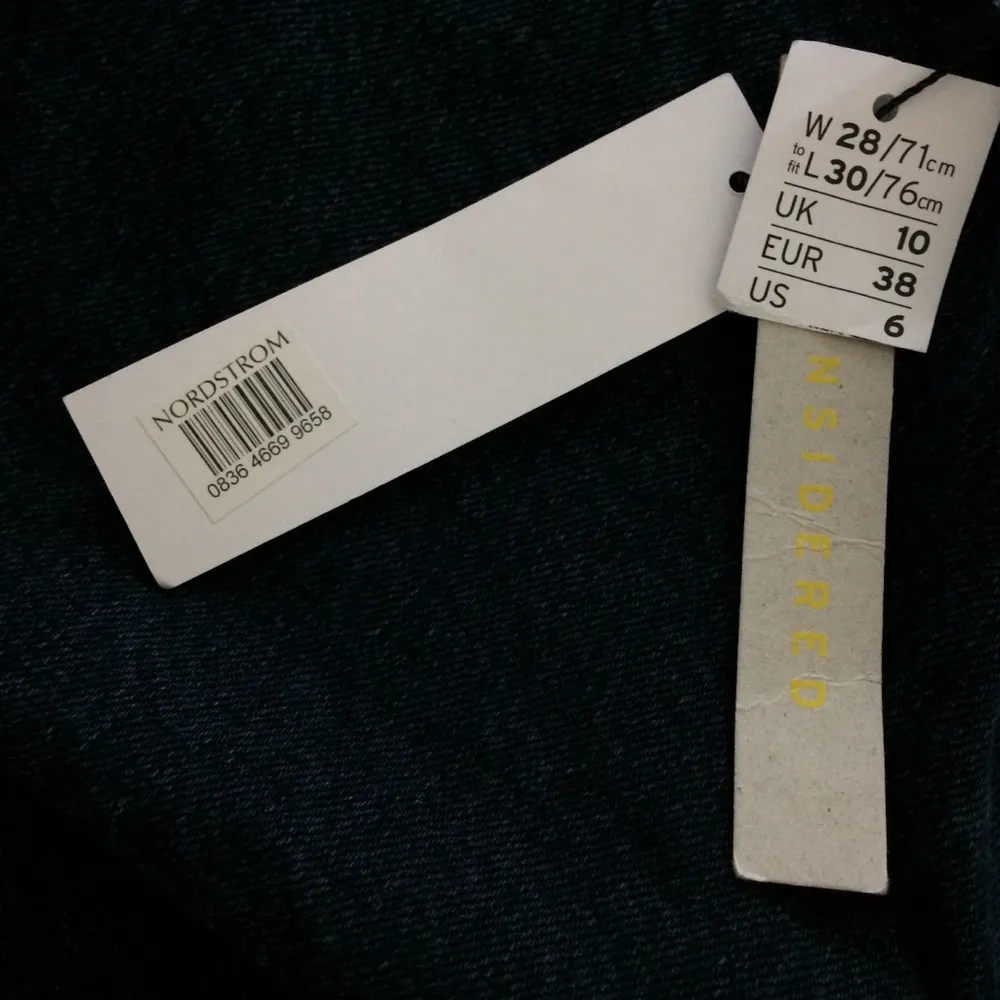 NORDSTROM
0836 4669 9658
W 28/71cm
to fit L 30/76cm
UK 10
EUR 38
US 6
NSIDERED